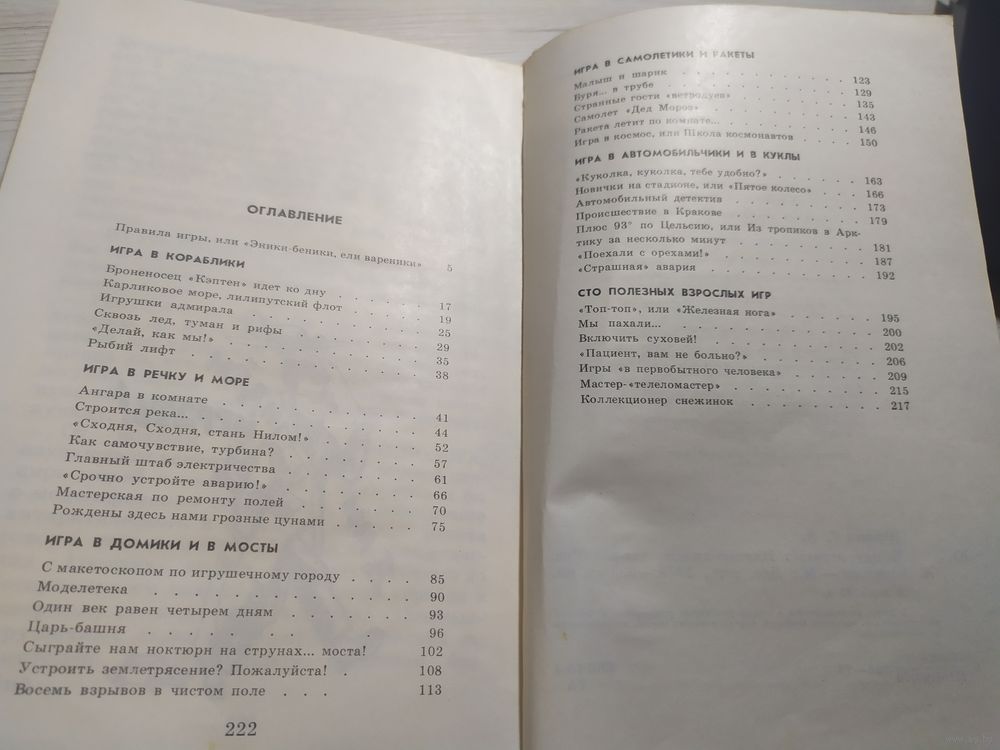 ОГЛАВЛЕНИЕ
Правила игры, или «Эники-беники, ели вареники» 5
ИГРА В КОРАБЛИКИ
Броненосец «Кэптен» идет ко дну . . . . . . 17
Карликовое море, лилипутский флот . . . . . 19
Игрушки адмирала . . . . . . . . . . 25
Сквозь лед, туман и рифы . . . . . . . . 29
«Делай, как мы!» . . . . . . . . . . 35
Рыбий лифт . . . . . . . . . . . . 38
ИГРА В РЕЧКУ И МОРЕ
Ангара в комнате . . . . . . . . . . 41
Строится река... . . . . . . . . . . . 44
«Сходня, Сходня, стань Нилом!» . . . . . . 52
Как самочувствие, турбина? . . . . . . . 57
Главный штаб электричества . . . . . . . 61
«Срочно устройте аварию!» . . . . . . . . 66
Мастерская по ремонту полей . . . . . . . 70
Рождены здесь нами грозные цунами . . . . . 75
ИГРА В ДОМИКИ И В МОСТЫ
С макетоскопом по игрушечному городу . . . . 85
Моделетека . . . . . . . . . . . . 90
Один век равен четырем дням . . . . . . . 93
Царь-башня . . . . . . 96
Сыграйте нам ноктюрн на струнах... моста! 102
Устроить землетрясение? Пожалуйста! . 108
Восемь взрывов в чистом поле . . . 113
222
ИГРА В САМОЛЕТИКИ И РАКЕТЫ
Малыш и шарик . . . . . . . . . . . 123
Буря... в трубе . . . . . . . . . . . 129
Странные гости «ветродуев» . . . . . . . 135
Самолет «Дед Мороз» . . . . . . . . . 143
Ракета летит по комнате... . . . . . . . . 146
Игра в космос, или Школа космонавтов . . . . 150
ИГРА В АВТОМОБИЛЬЧИКИ И В КУКЛЫ
«Куколка, куколка, тебе удобно?» . . . . . . 163
Новички на стадионе, или «Пятое колесо» . . . 166
Автомобильный детектив . . . . . . . . 173
Происшествие в Кракове . . . . . . . . 179
Плюс 93° по Цельсию, или Из тропиков в Арк-
тику за несколько минут . . . . . . . . 181
«Поехали с орехами!» . . . . . . . . . 187
«Страшная» авария . . . . . . . . . . 192
СТО ПОЛЕЗНЫХ ВЗРОСЛЫХ ИГР
«Топ-топ», или «Железная нога» . . . . . . 195
Мы пахали... . . . . . . . . . . . . 200
Включить суховей! . . . . . . . . . . 202
«Пациент, вам не больно?» . . . . . . . 206
Игры «в первобытного человека» . . . . . . 209
Мастер-«телеломастер» . . . . . . . . . 215
Коллекционер снежинок . . . . . . . . 217